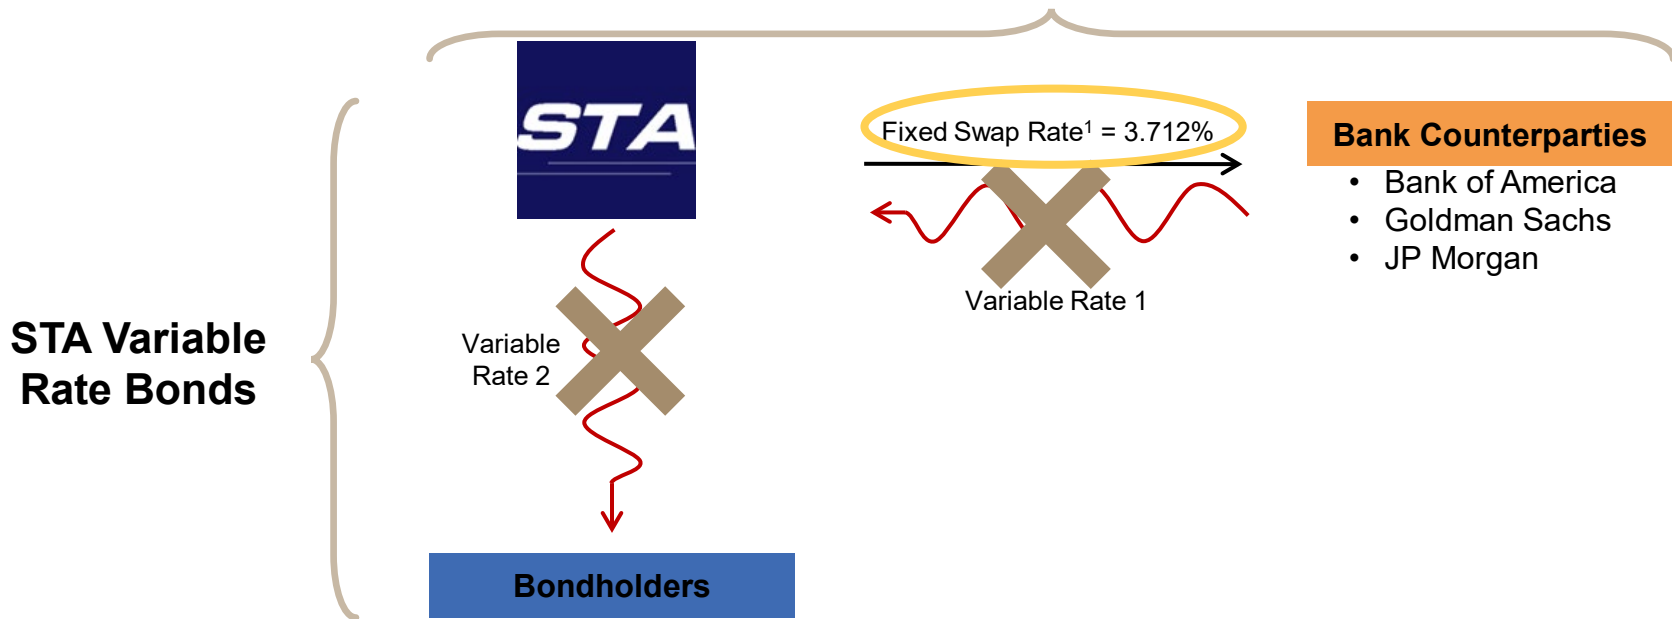 STA
Fixed Swap Rate¹ = 3.712%
Bank Counterparties
• Bank of America
• Goldman Sachs
• JP Morgan
Variable Rate 1
STA Variable
Rate Bonds
Variable
Rate 2
Bondholders